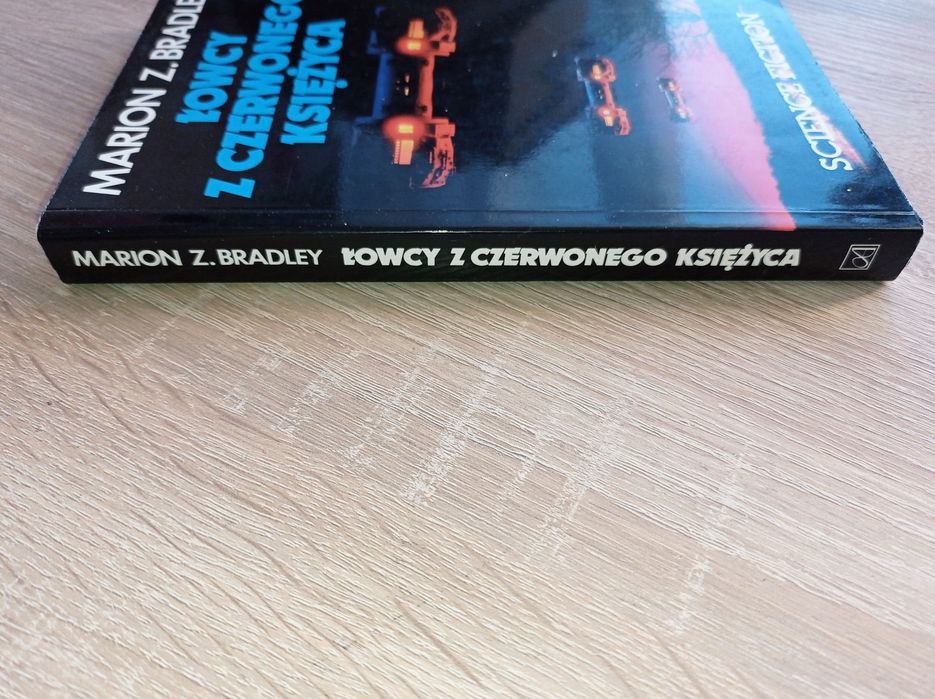 MARION Z. BRADLEY
ŁOWCY
Z CZERWONEGO
KSIĘŻYCA
SCIENCE FICTION
MARION Z. BRADLEY ŁOWCY Z CZERWONEGO KSIĘŻYCA